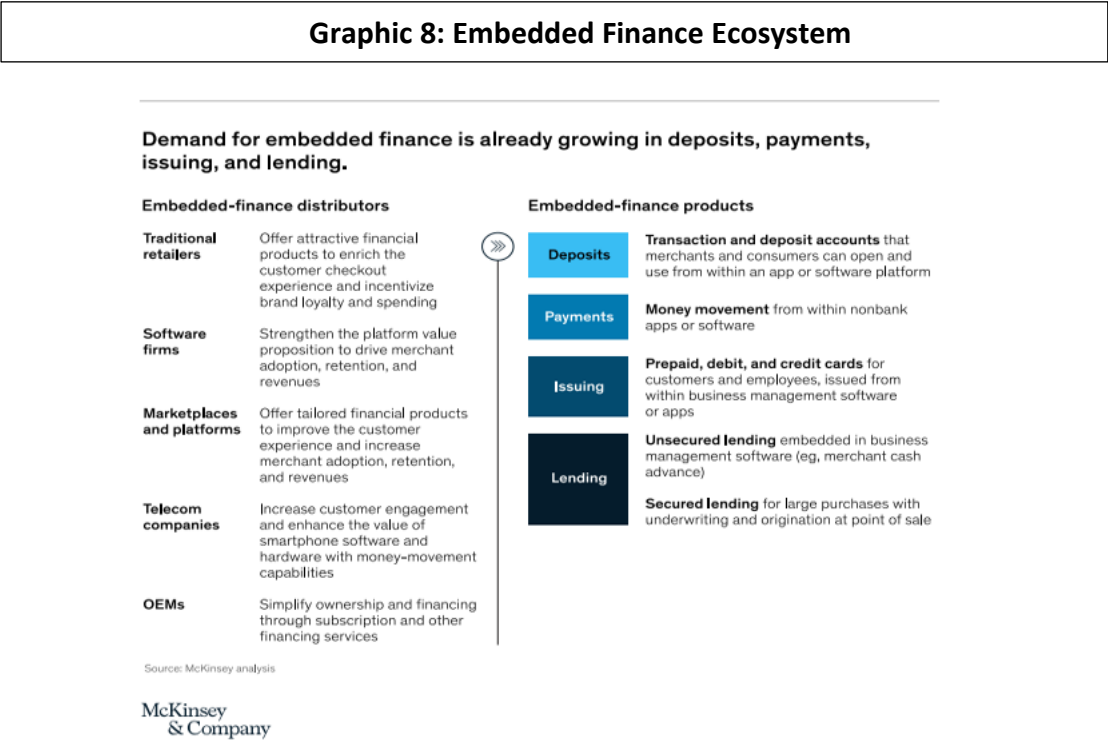 Graphic 8: Embedded Finance Ecosystem
Demand for embedded finance is already growing in deposits, payments,
issuing, and lending.
Embedded-finance distributors
Traditional
retailers
Offer attractive financial
products to enrich the
customer checkout
experience and incentivize
brand loyalty and spending
Software
firms
Strengthen the platform value
proposition to drive merchant
adoption, retention, and
revenues
Marketplaces
and platforms
Offer tailored financial products
to improve the customer
experience and increase
merchant adoption, retention,
and revenues
Telecom
companies
Increase customer engagement
and enhance the value of
smartphone software and
hardware with money-movement
capabilities
OEMs
Simplify ownership and financing
through subscription and other
financing services
Embedded-finance products
Deposits
Transaction and deposit accounts that
merchants and consumers can open and
use from within an app or software platform
Payments
Money movement from within nonbank
apps or software
Issuing
Prepaid, debit, and credit cards for
customers and employees, issued from
within business management software
or apps
Lending
Unsecured lending embedded in business
management software (eg, merchant cash
advance)
Secured lending for large purchases with
underwriting and origination at point of sale
Source: McKinsey analysis
McKinsey
& Company